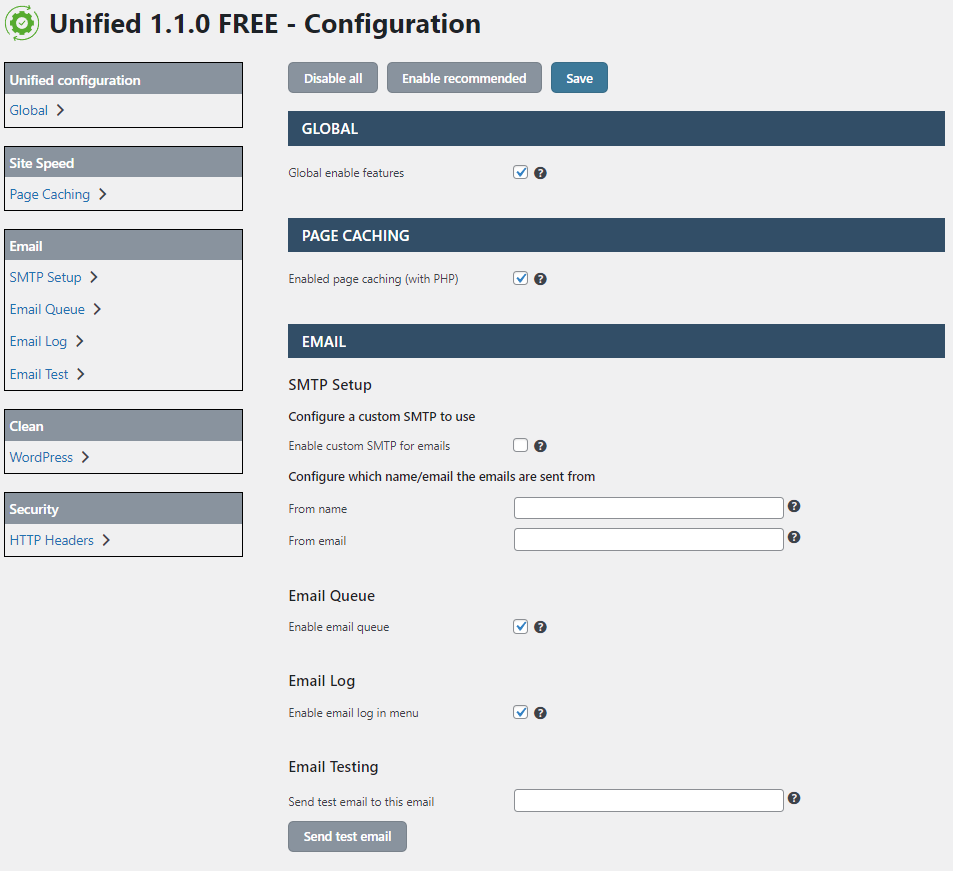 Unified 1.1.0 FREE - Configuration
Unified configuration
Global
Site Speed
Page Caching
Email
SMTP Setup
Email Queue
Email Log
Email Test
Clean
WordPress
Security
HTTP Headers
Disable all
Enable recommended
Save
GLOBAL
Global enable features
PAGE CACHING
Enabled page caching (with PHP)
EMAIL
SMTP Setup
Configure a custom SMTP to use
Enable custom SMTP for emails
Configure which name/email the emails are sent from
From name
From email
Email Queue
Enable email queue
Email Log
Enable email log in menu
Email Testing
Send test email to this email
Send test email